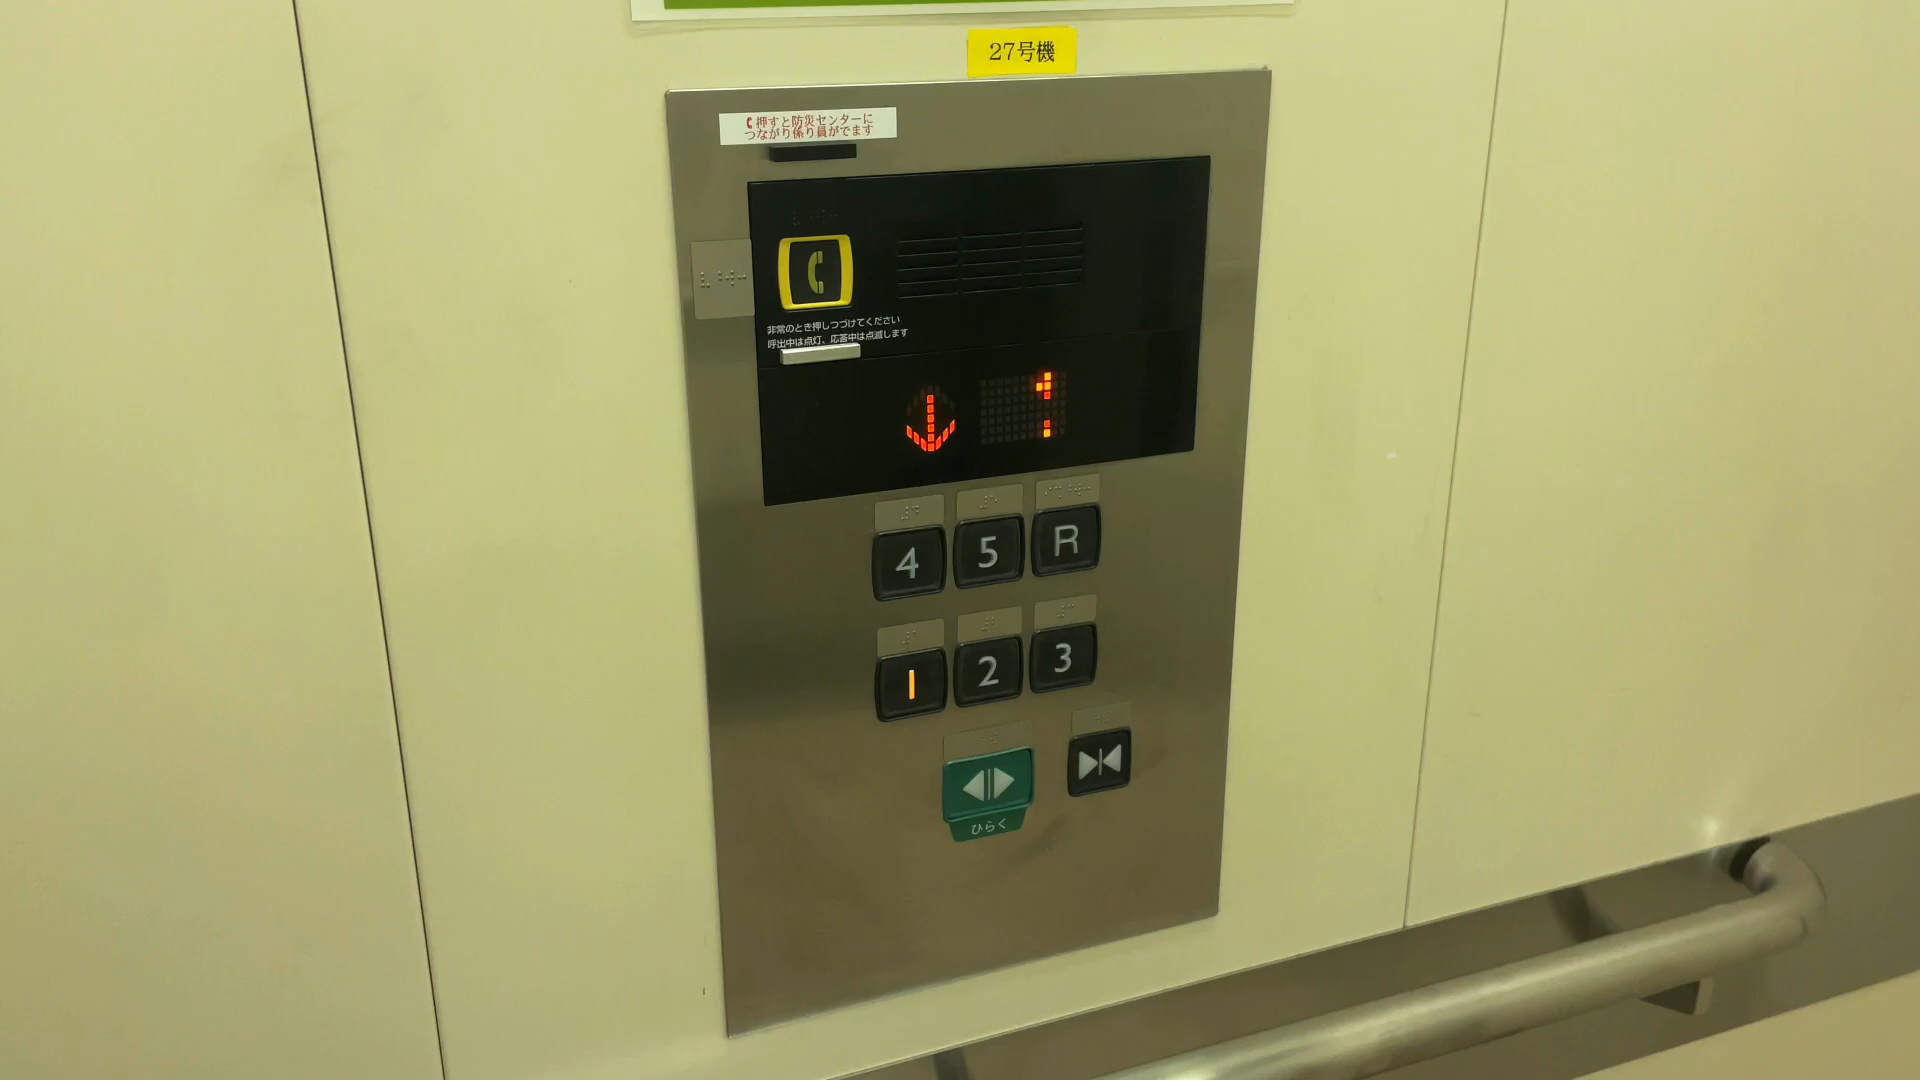 27号機
押すと防災センターに
つながり係り員がでます
非常のとき押しつづけてください
呼出中は点灯、応答中は点滅します
1
4 5 R
1 2 3
ひらく